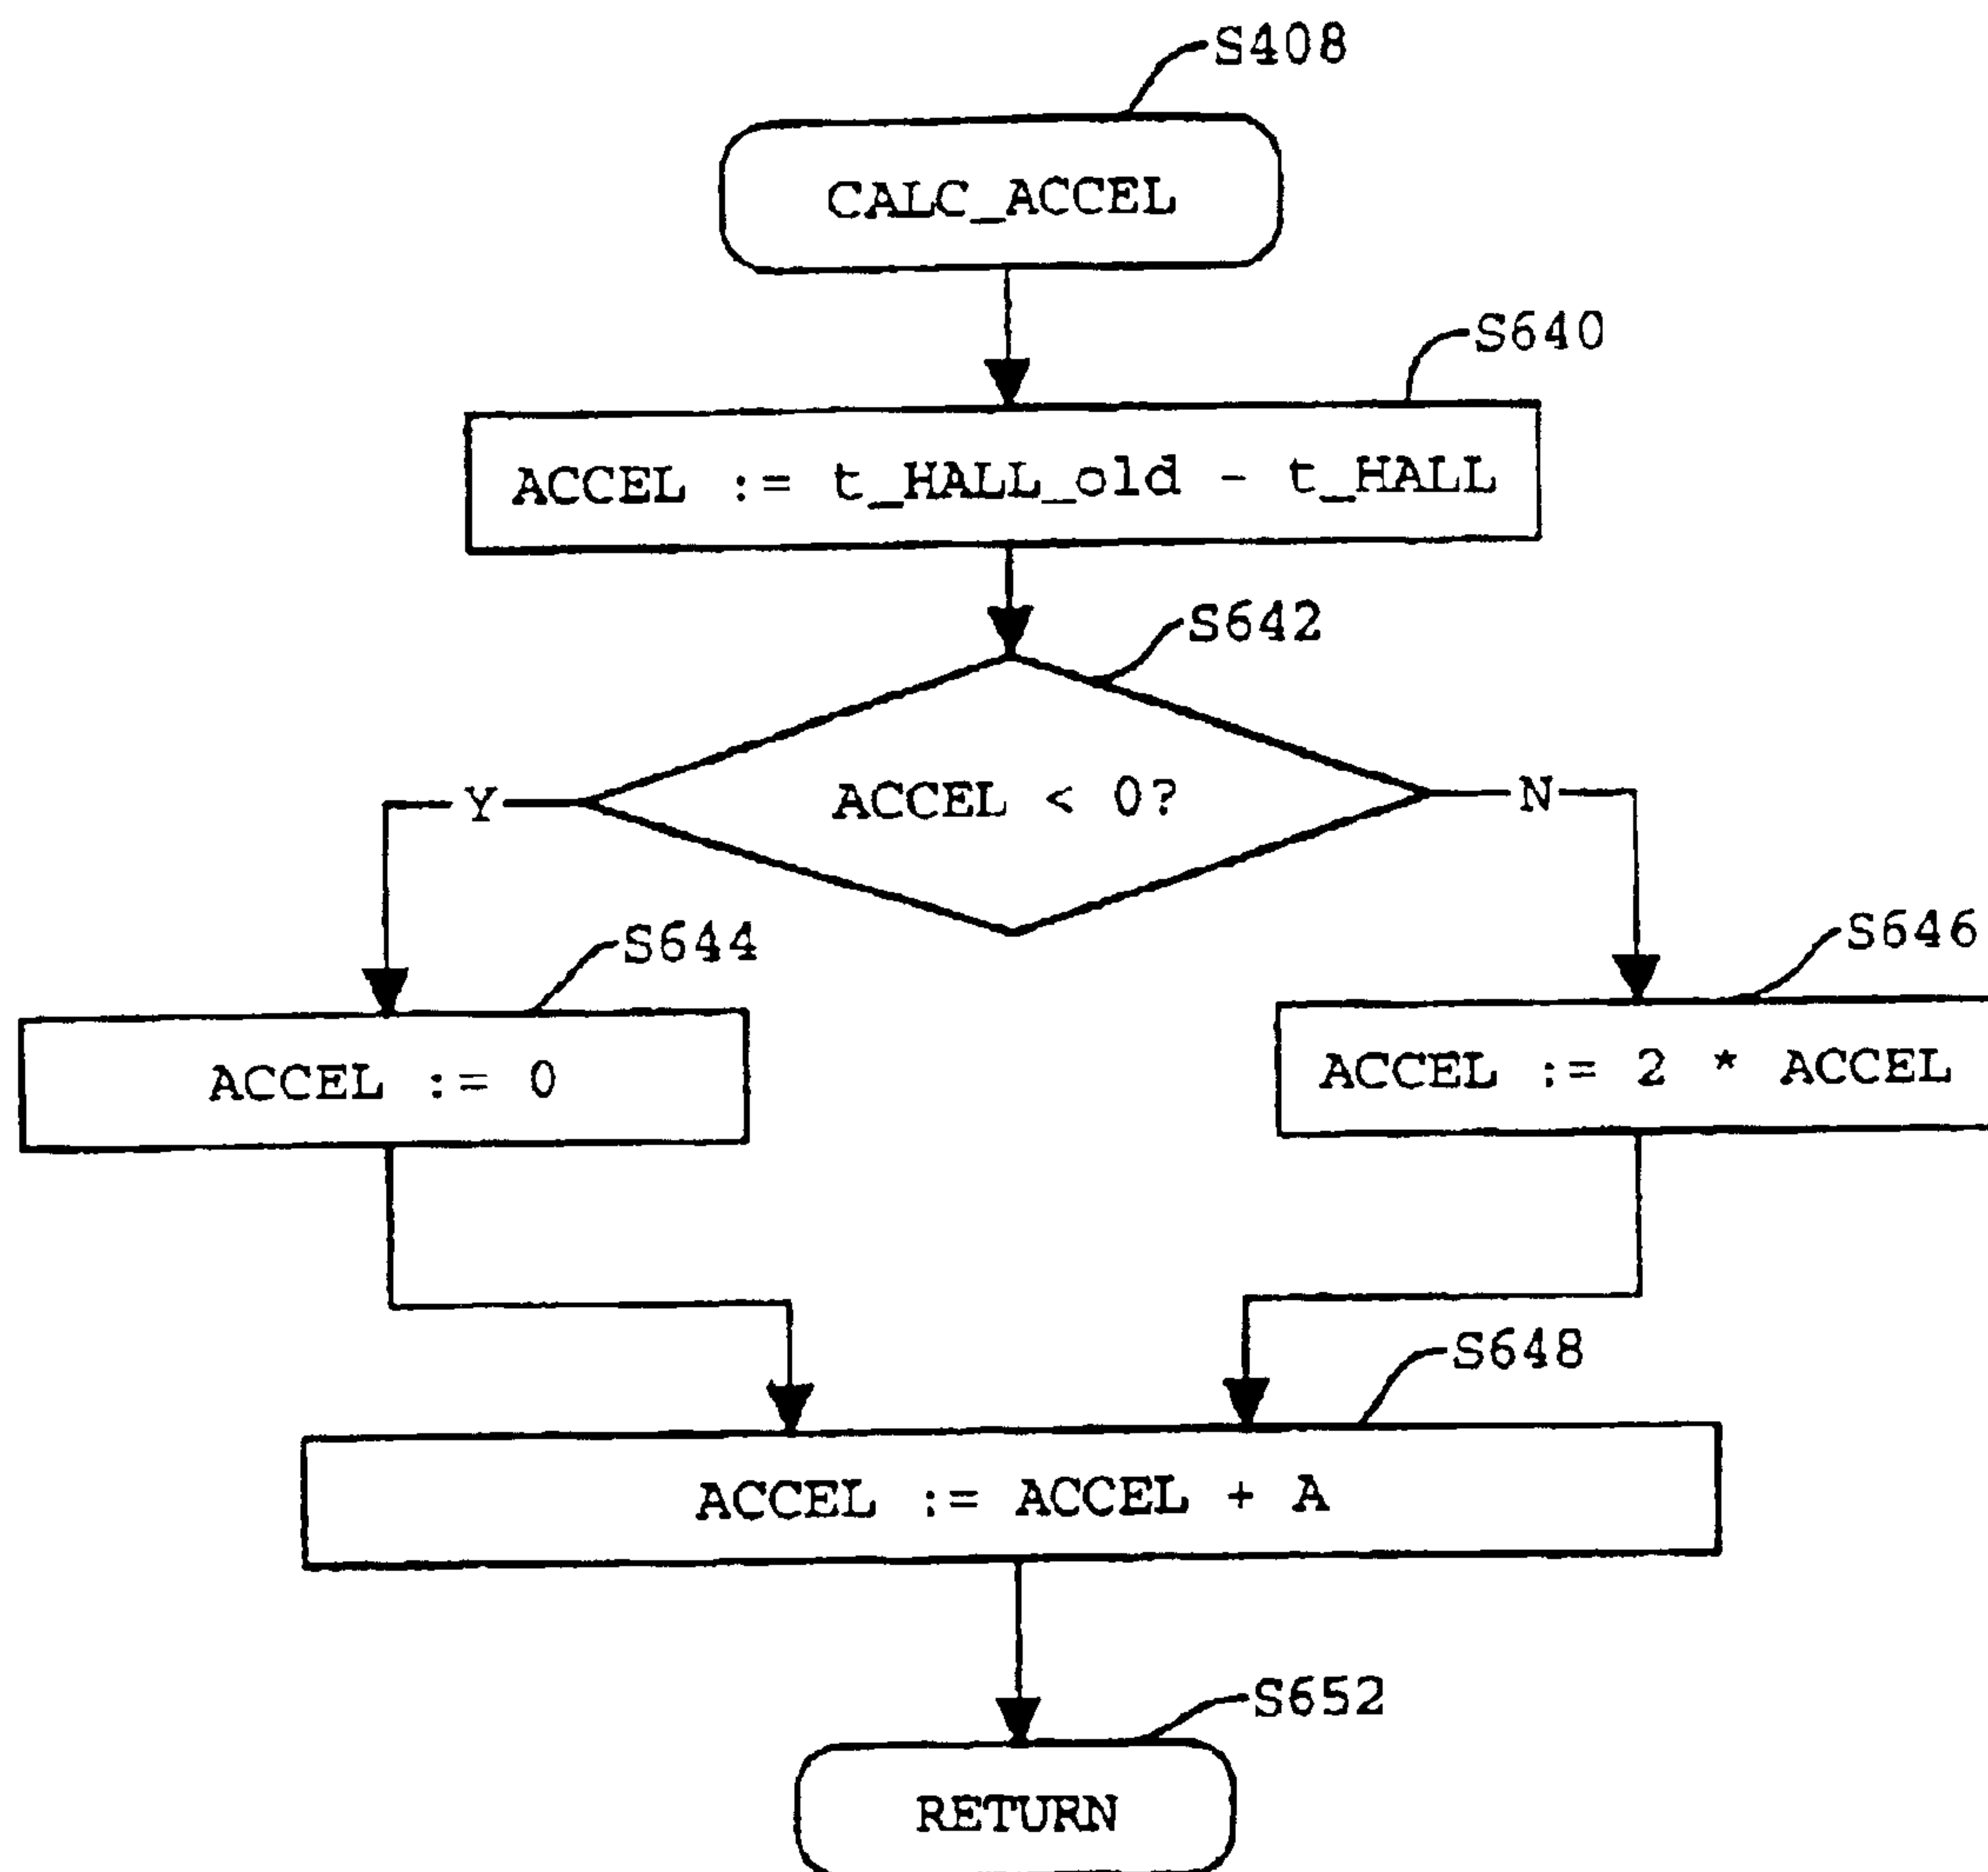 S408
CALC_ACCEL
S640
ACCEL := t_HALL_old - t_HALL
S642
ACCEL < 0?
Y
N
S644
S646
ACCEL := 0
ACCEL := 2 * ACCEL
S648
ACCEL := ACCEL + A
S652
RETURN